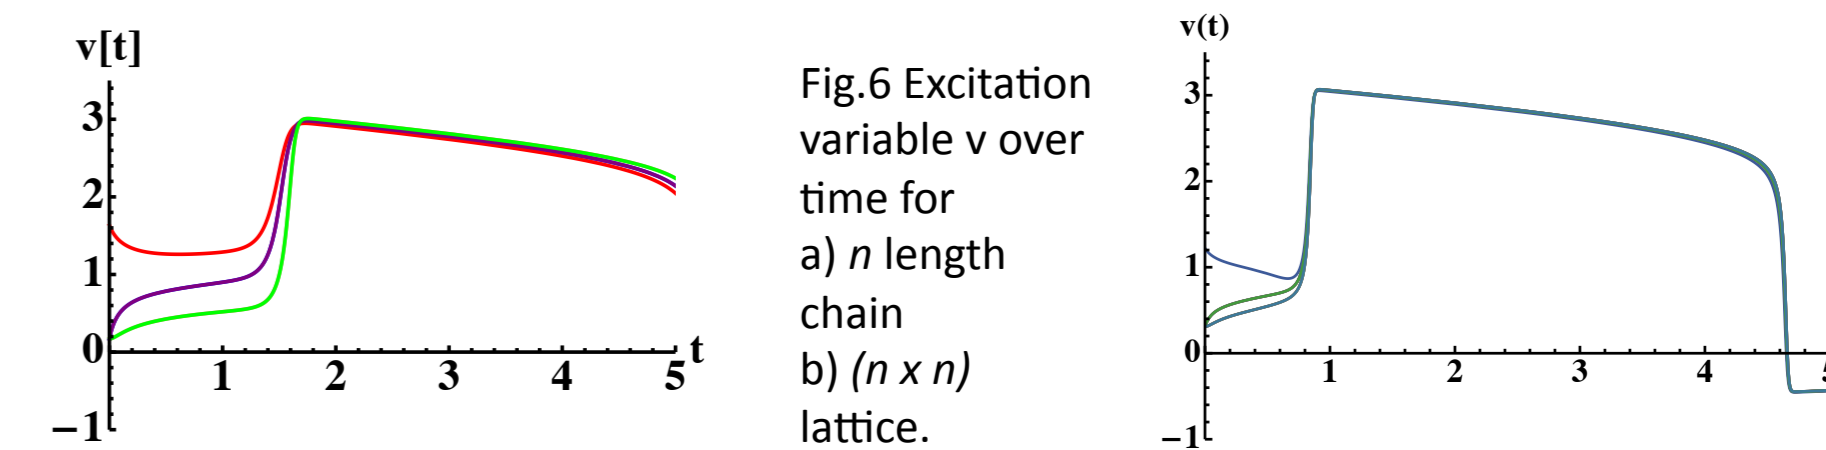 v[t]
3
2
1
0
−1
1 2 3 4 5
t
Fig.6 Excitation
variable v over
time for
a) n length
chain
b) (n x n)
lattice.
v(t)
3
2
1
0
−1
1 2 3 4